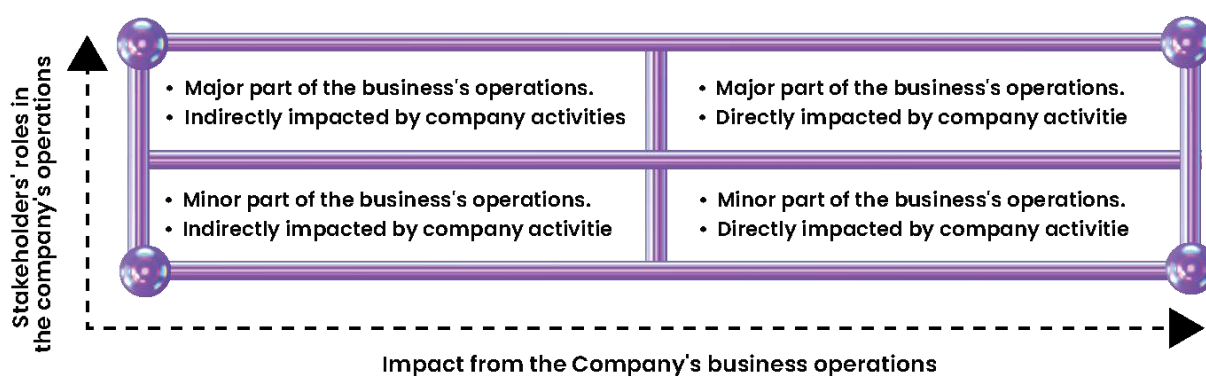 Stakeholders' roles in
the company's operations
• Major part of the business's operations.
• Indirectly impacted by company activities
• Major part of the business's operations.
• Directly impacted by company activitie
• Minor part of the business's operations.
• Indirectly impacted by company activitie
• Minor part of the business's operations.
• Directly impacted by company activitie
Impact from the Company's business operations